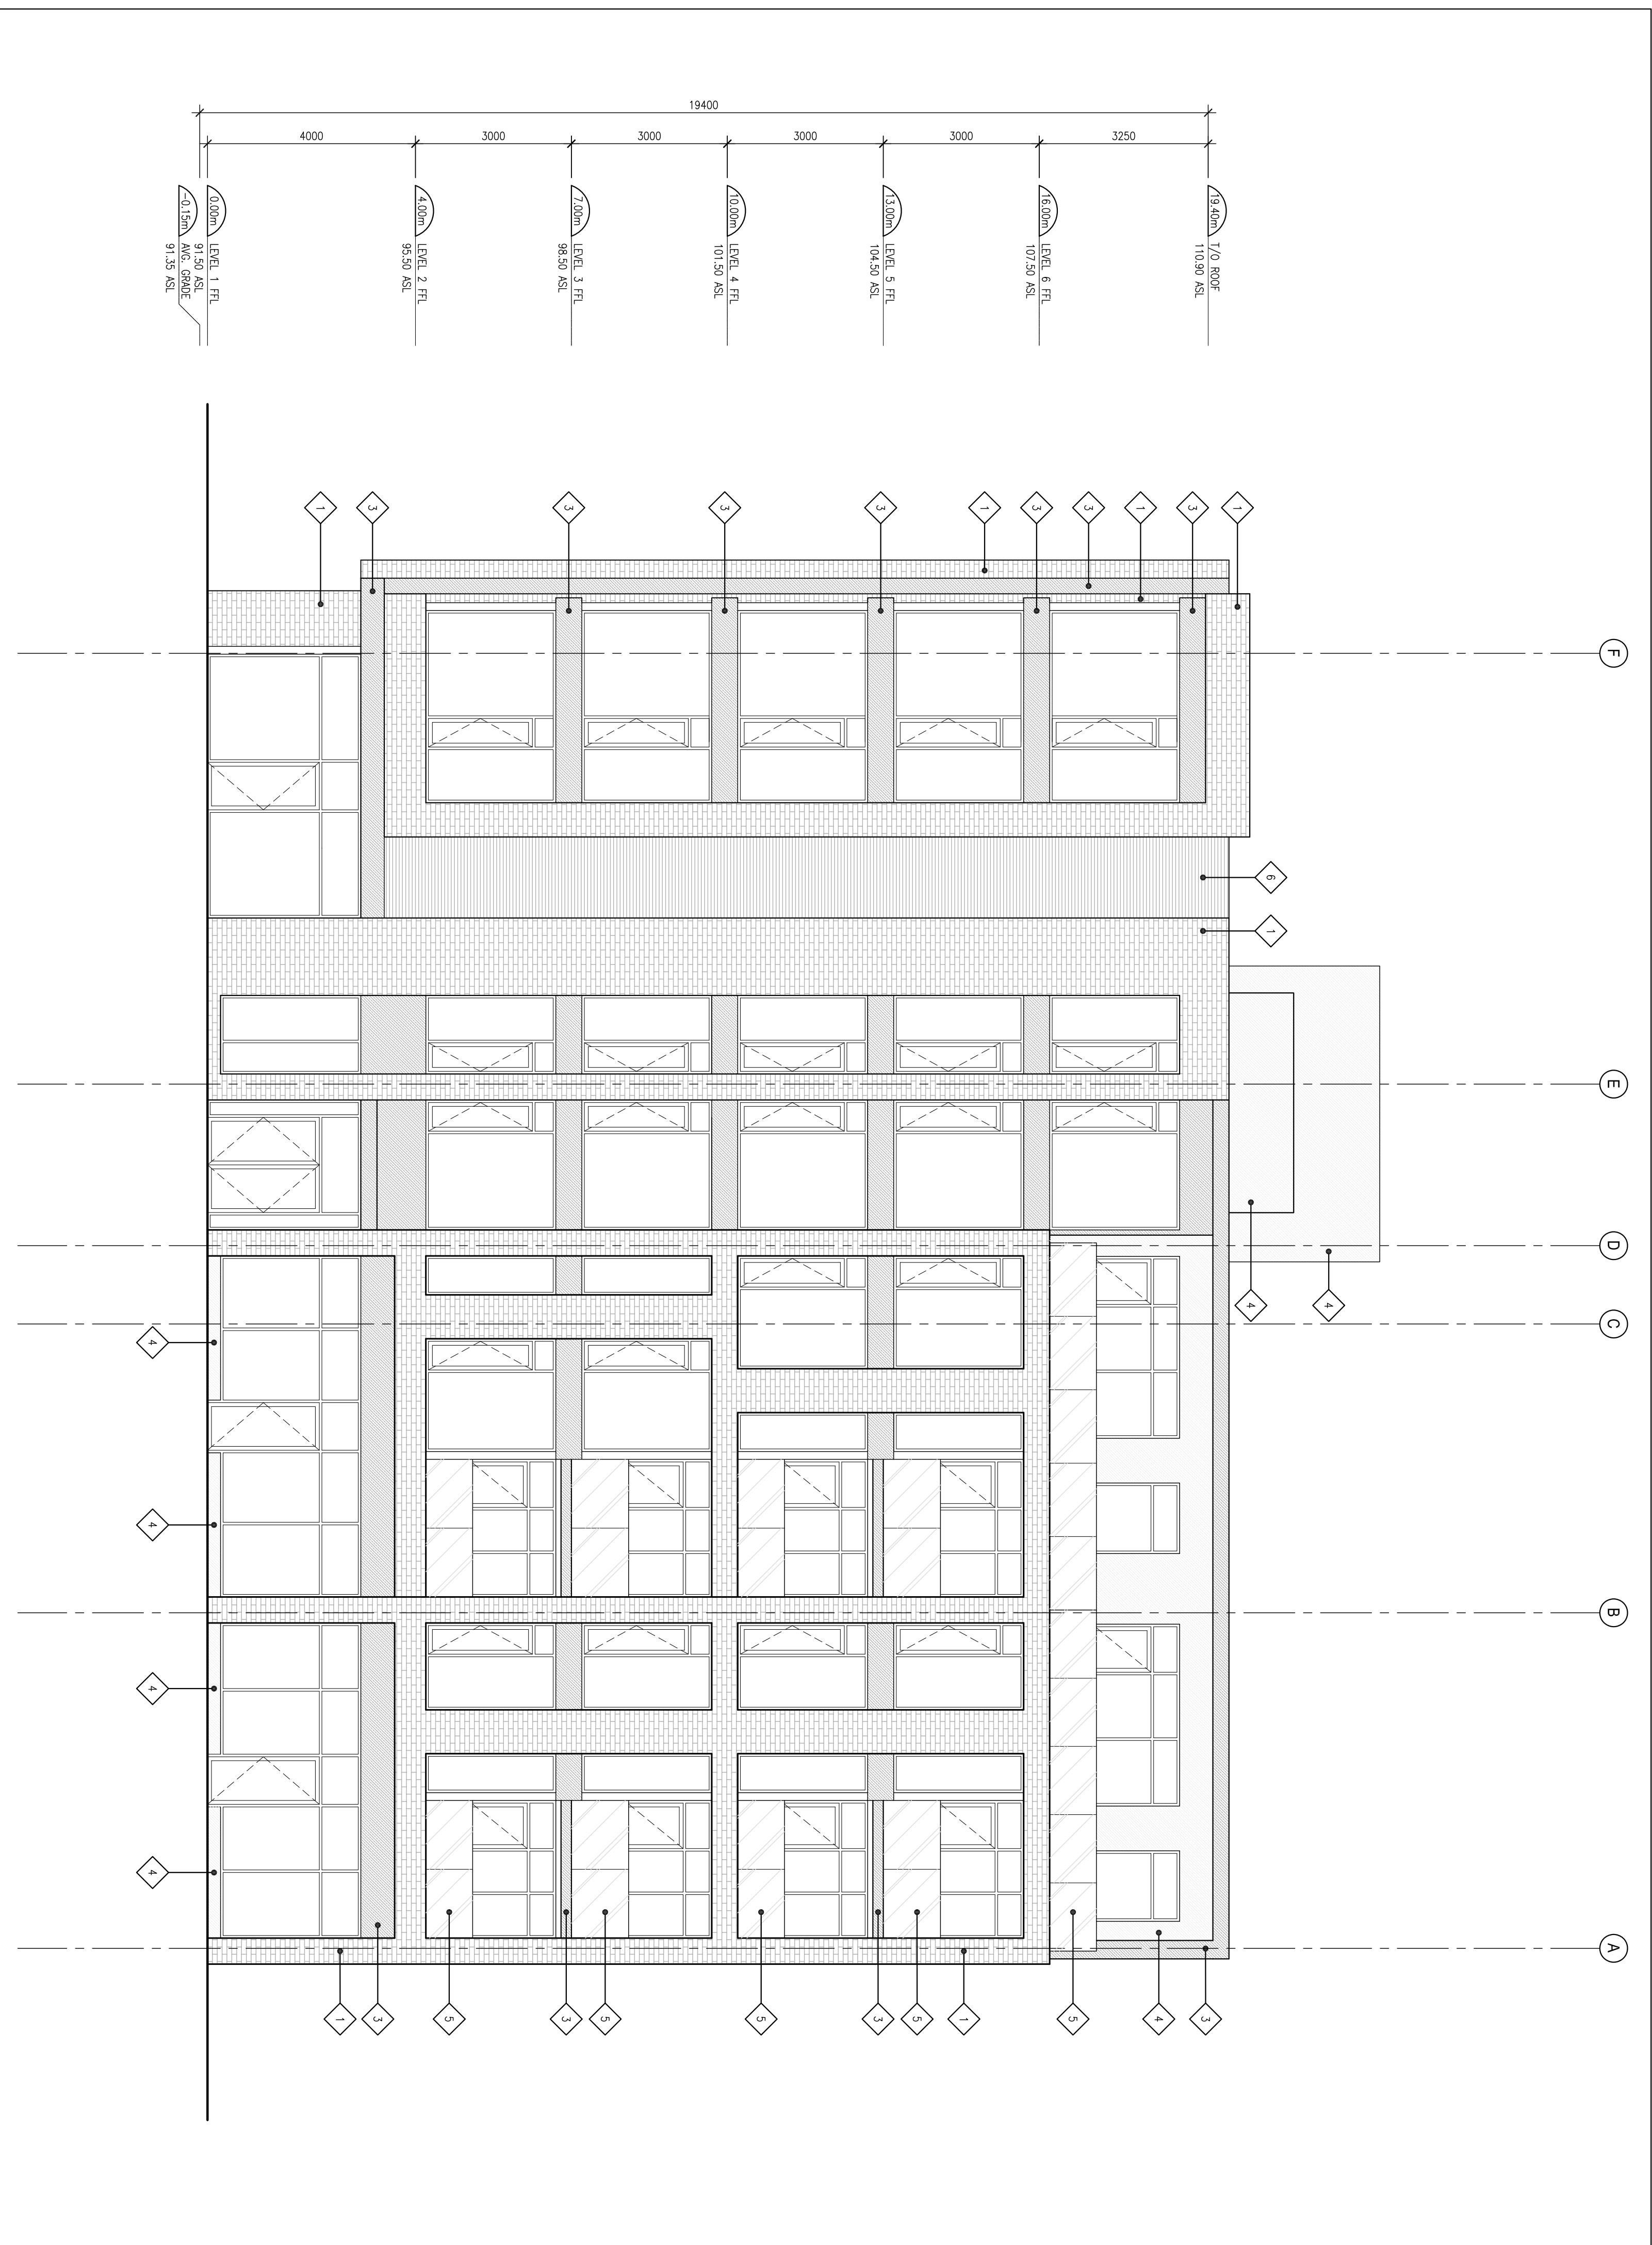 F
E
D
C
B
A
19400
3250
3000
3000
3000
3000
4000
19.40m
T/O ROOF
110.90 ASL
16.00m
LEVEL 6 FFL
107.50 ASL
13.00m
LEVEL 5 FFL
104.50 ASL
10.00m
LEVEL 4 FFL
101.50 ASL
7.00m
LEVEL 3 FFL
98.50 ASL
4.00m
LEVEL 2 FFL
95.50 ASL
0.00m
LEVEL 1 FFL
91.50 ASL
-0.15m
AVG. GRADE
91.35 ASL
1
3
1
3
3
1
3
3
3
3
1
6
1
4
4
3
4
5
1
5
3
5
5
3
5
3
1
4
4
4
4